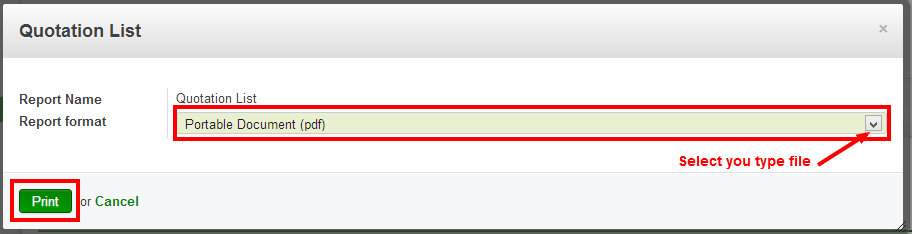 Quotation List ×
Report Name Quotation List
Report format Portable Document (pdf)
Select you type file
Print or Cancel